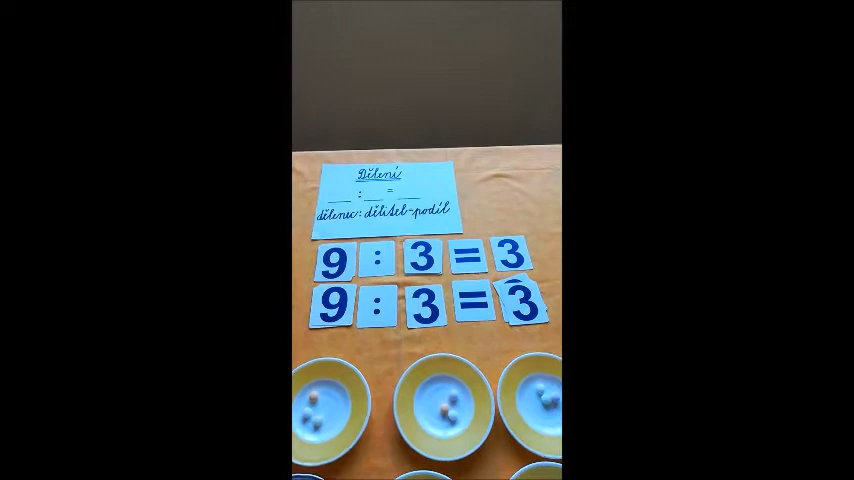 Dělení
___ : ___ = ___
dělenec : dělitel = podíl
9 : 3 = 3
9 : 3 = 3